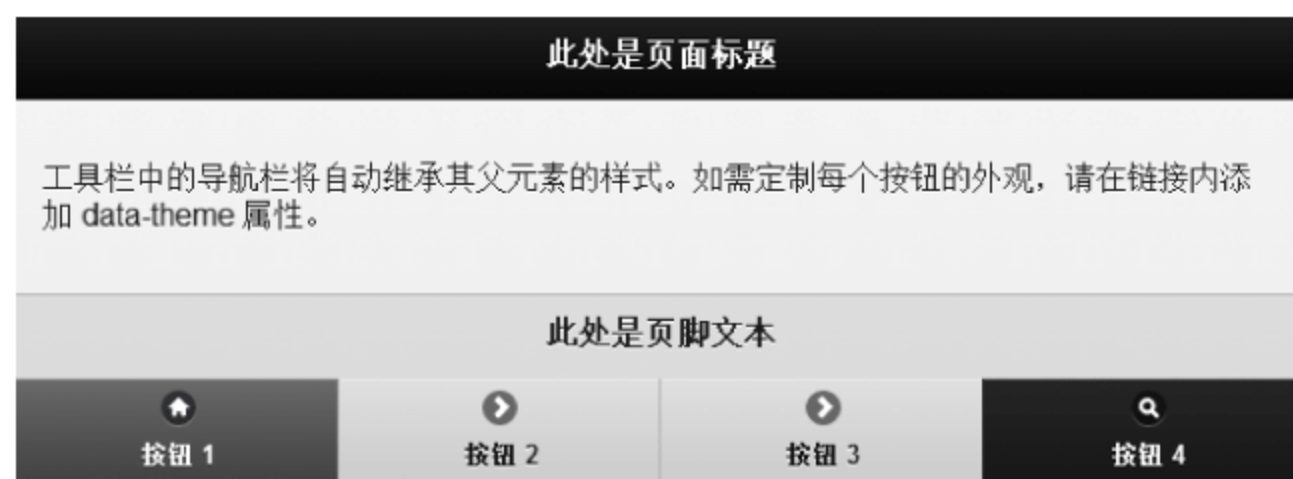 此处是页面标题
工具栏中的导航栏将自动继承其父元素的样式。如需定制每个按钮的外观，请在链接内添
加 data-theme 属性。
此处是页脚文本
按钮 1
按钮 2
按钮 3
按钮 4